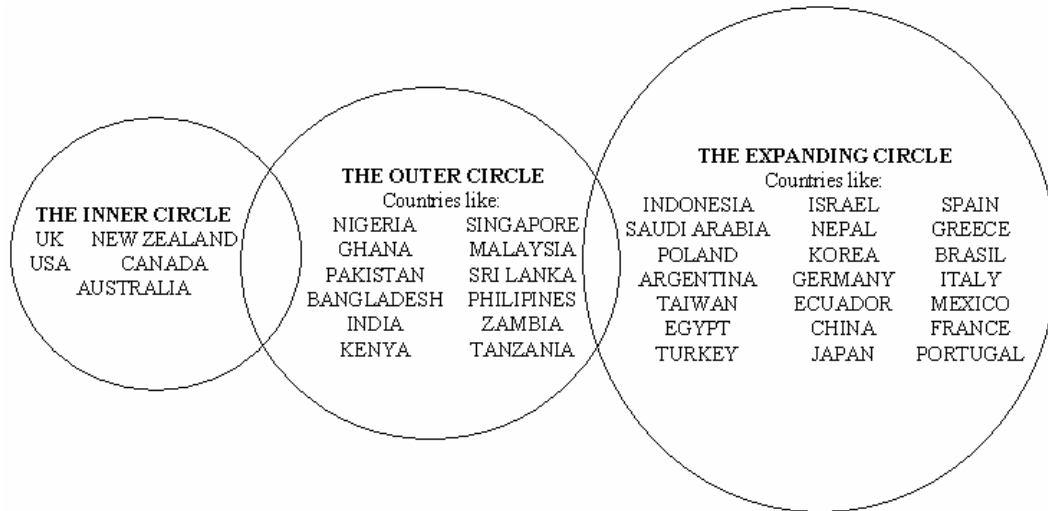 THE INNER CIRCLE
UK NEW ZEALAND
USA CANADA
AUSTRALIA
THE OUTER CIRCLE
Countries like:
NIGERIA SINGAPORE
GHANA MALAYSIA
PAKISTAN SRI LANKA
BANGLADESH PHILIPINES
INDIA ZAMBIA
KENYA TANZANIA
THE EXPANDING CIRCLE
Countries like:
INDONESIA ISRAEL SPAIN
SAUDI ARABIA NEPAL GREECE
POLAND KOREA BRASIL
ARGENTINA GERMANY ITALY
TAIWAN ECUADOR MEXICO
EGYPT CHINA FRANCE
TURKEY JAPAN PORTUGAL